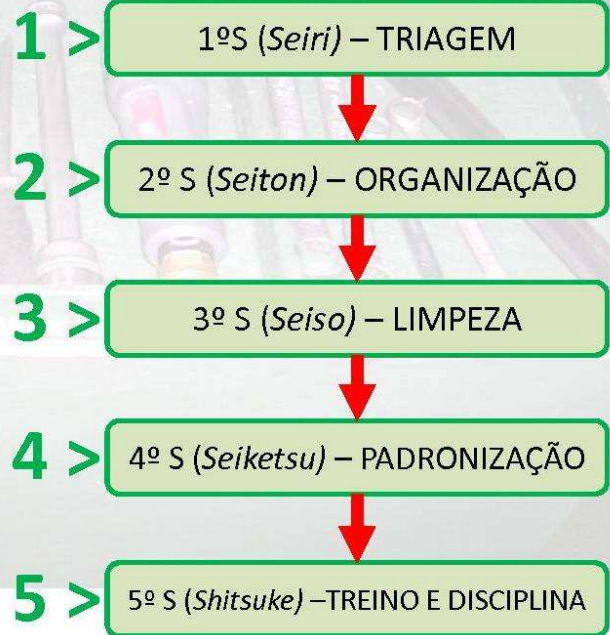 1 > 1ºS (Seiri) – TRIAGEM
2 > 2º S (Seiton) – ORGANIZAÇÃO
3 > 3º S (Seiso) – LIMPEZA
4 > 4º S (Seiketsu) – PADRONIZAÇÃO
5 > 5º S (Shitsuke) –TREINO E DISCIPLINA